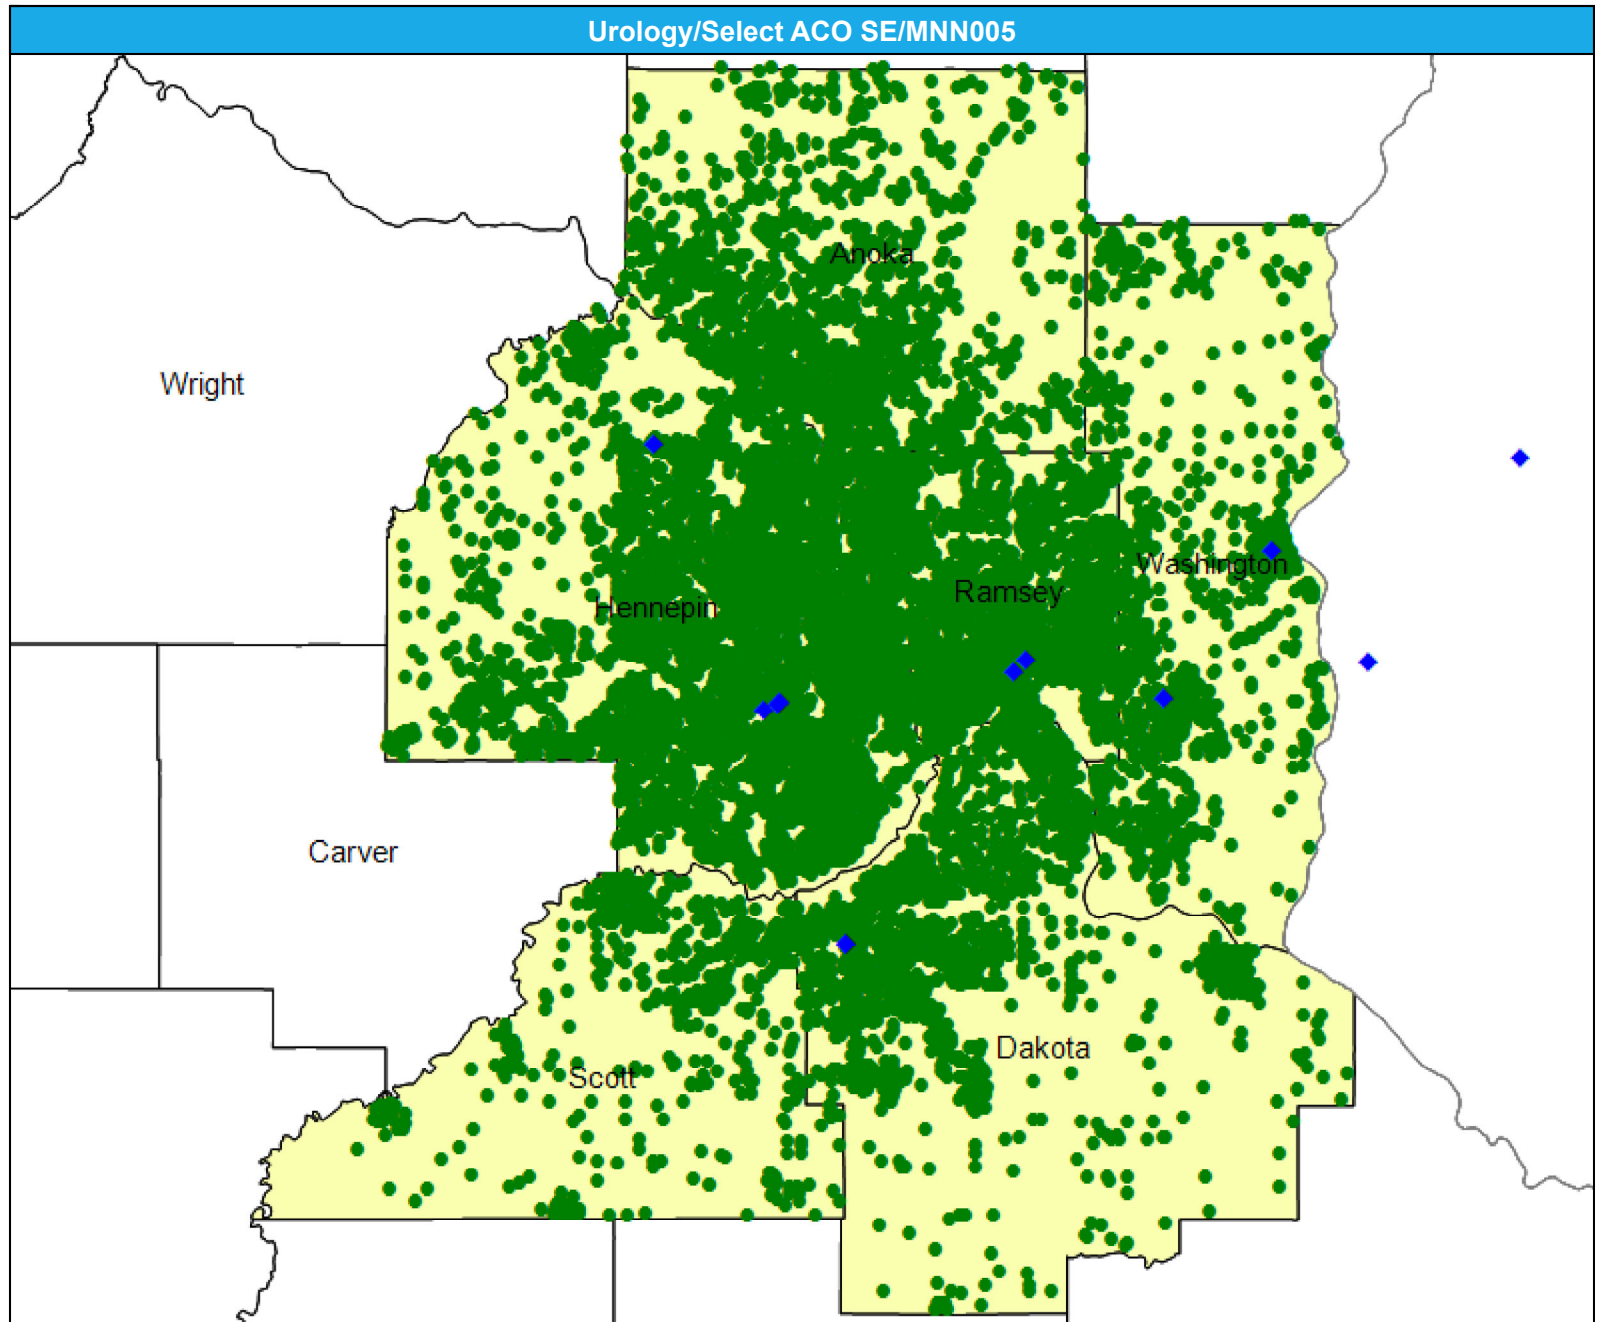 Urology/Select ACO SE/MNN005
Anoka
Wright
Washington
Ramsey
Hennepin
Carver
Dakota
Scott